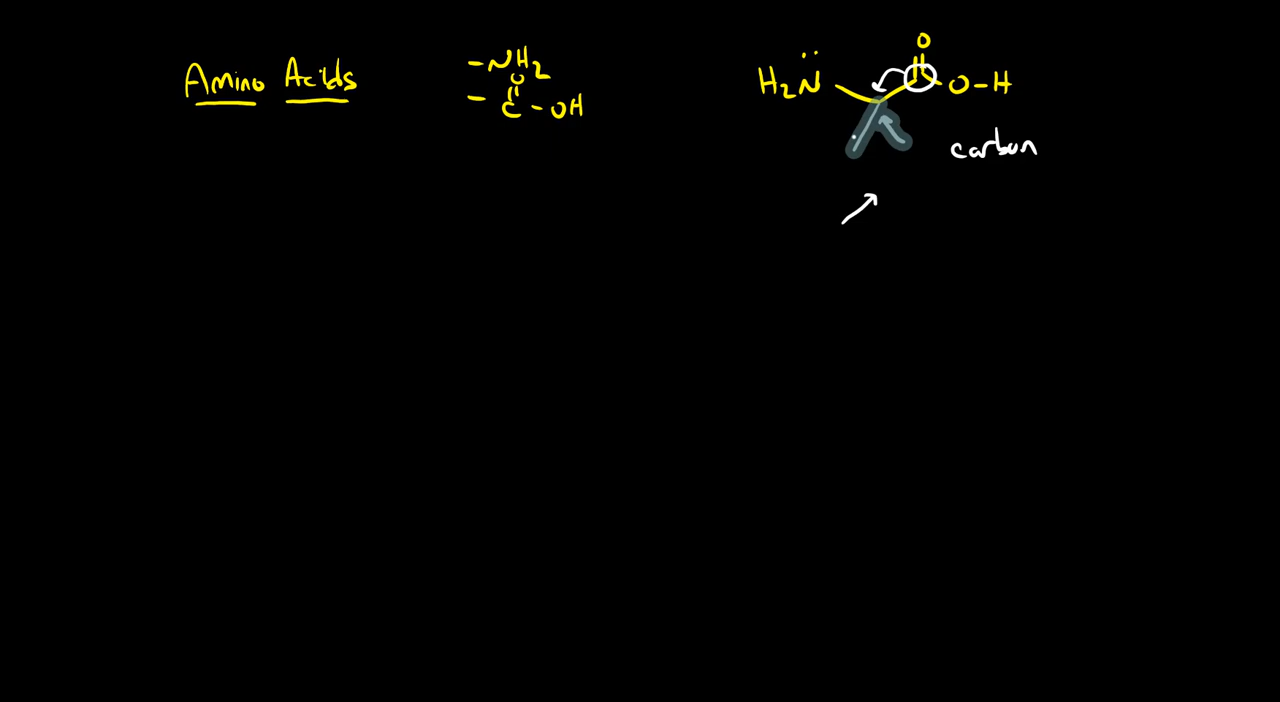 Amino Acids
-NH2
O
- C - OH
O
H2N O-H
carbon